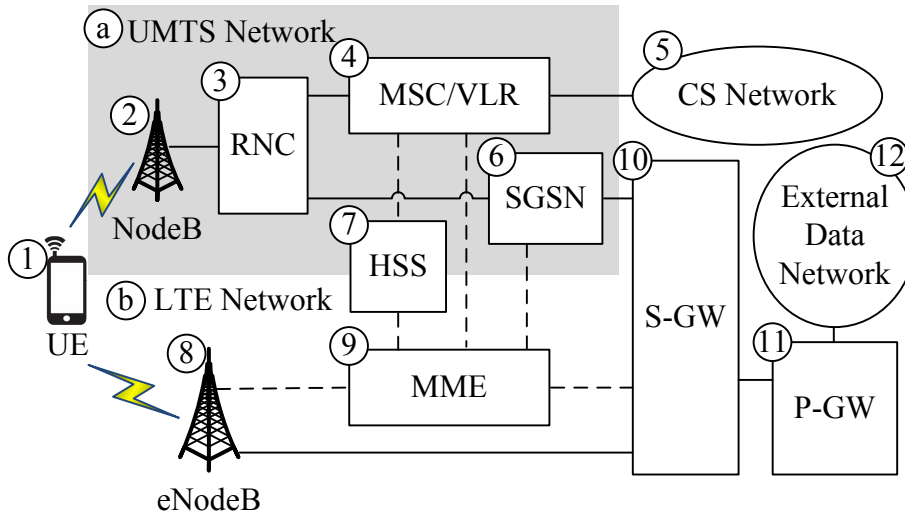 a UMTS Network
4
5
3
MSC/VLR
CS Network
2
RNC
6
10
12
SGSN
External
Data
Network
NodeB
7
1
HSS
b LTE Network
S-GW
UE
8
9
11
MME
P-GW
eNodeB